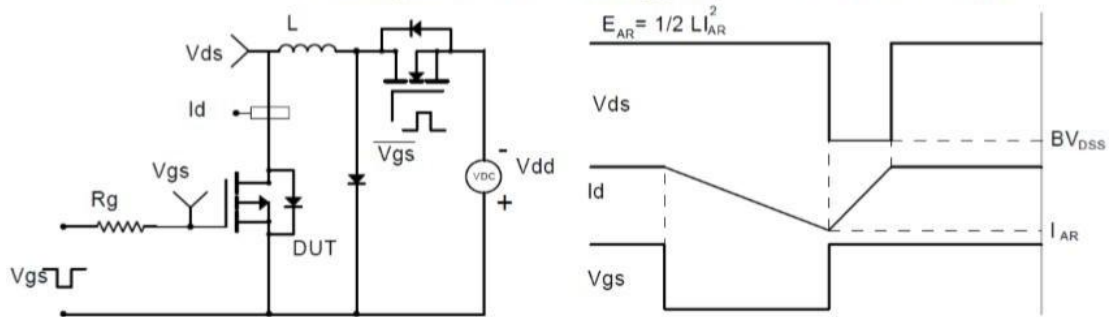 L
Vds
Id
Vgs
Rg
DUT
Vgs
Vgs
-
VDC
Vdd
+
E_AR = 1/2 LI_AR^2
Vds
BV_DSS
Id
I_AR
Vgs